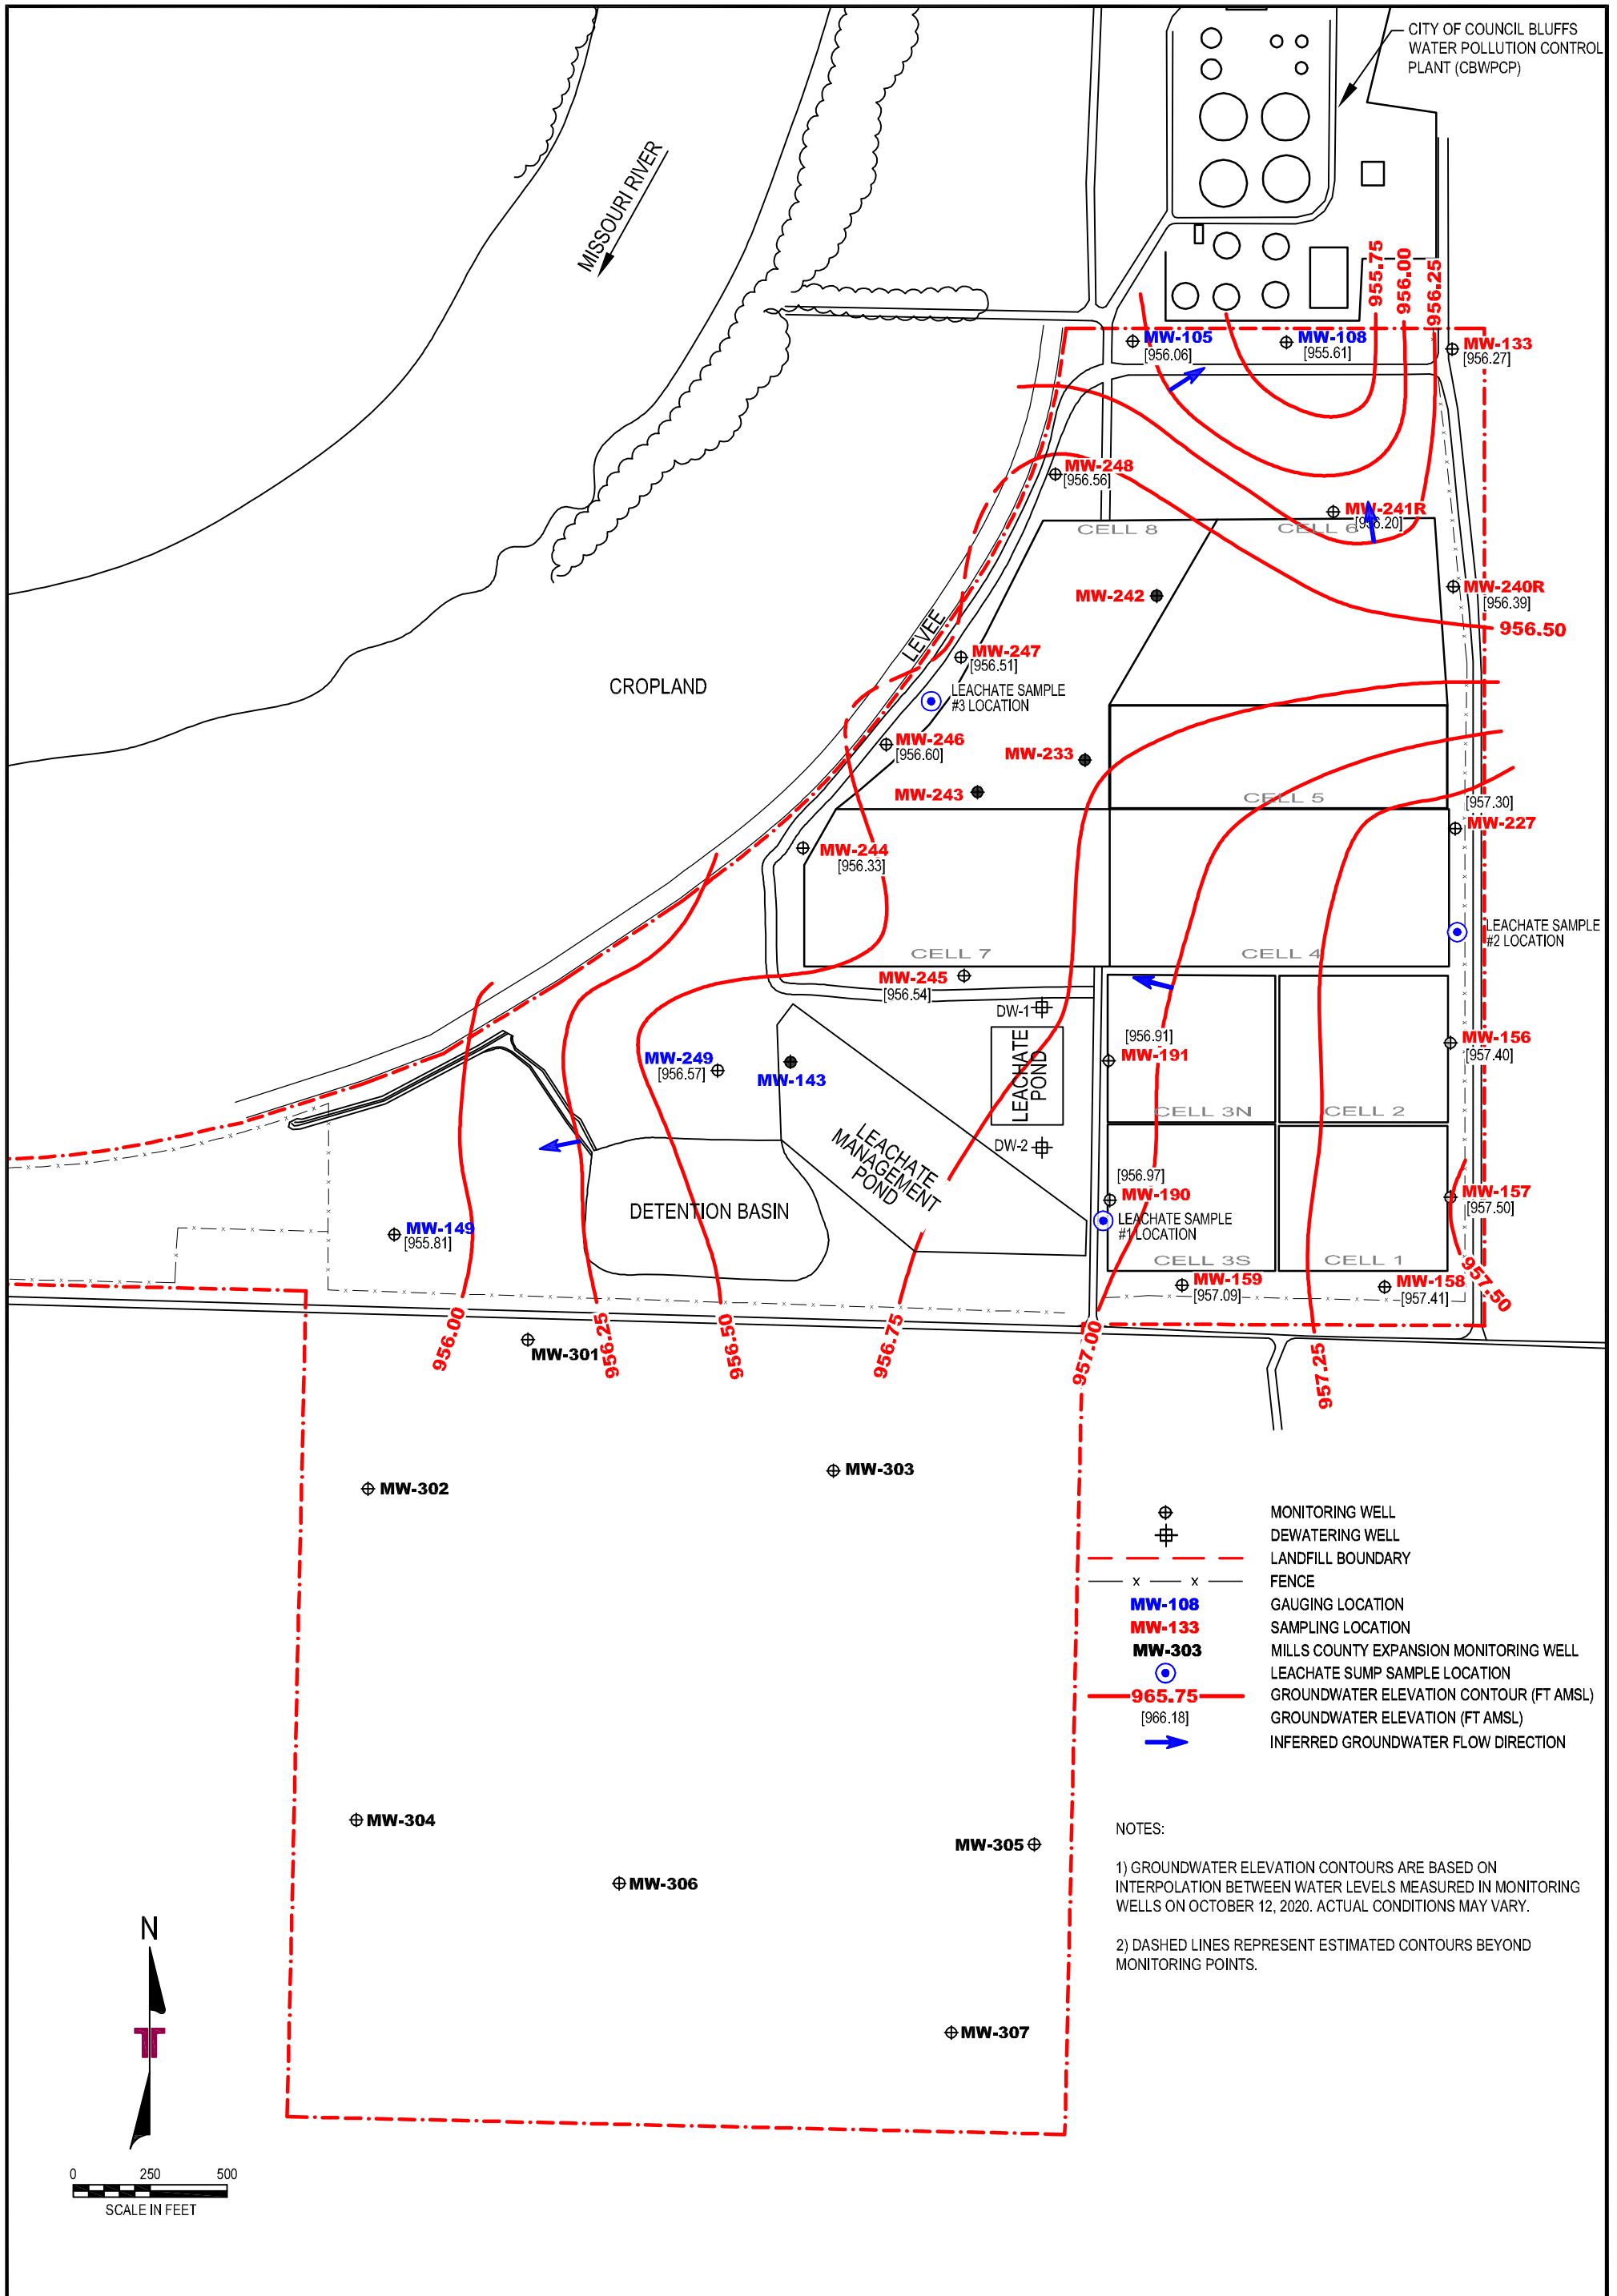 CITY OF COUNCIL BLUFFS
WATER POLLUTION CONTROL
PLANT (CBWPCP)
MISSOURI RIVER
955.75
956.00
956.25
MW-105
[956.06]
MW-108
[955.61]
MW-133
[956.27]
MW-248
[956.56]
MW-241R
[956.20]
CELL 8
CELL 6
MW-242
MW-240R
[956.39]
956.50
LEVEE
MW-247
[956.51]
CROPLAND
LEACHATE SAMPLE
#3 LOCATION
MW-246
[956.60]
MW-233
MW-243
CELL 5
[957.30]
MW-227
MW-244
[956.33]
LEACHATE SAMPLE
#2 LOCATION
CELL 7
CELL 4
MW-245
[956.54]
DW-1
LEACHATE
POND
[956.91]
MW-191
MW-156
[957.40]
MW-249
[956.57]
MW-143
CELL 3N
CELL 2
LEACHATE
MANAGEMENT
POND
DW-2
[956.97]
MW-190
MW-157
[957.50]
DETENTION BASIN
LEACHATE SAMPLE
#1 LOCATION
MW-149
[955.81]
CELL 3S
CELL 1
MW-159
[957.09]
MW-158
[957.41]
957.50
956.00
956.25
956.50
956.75
957.00
957.25
MW-301
MW-302
MW-303
MONITORING WELL
DEWATERING WELL
LANDFILL BOUNDARY
x x FENCE
MW-108 GAUGING LOCATION
MW-133 SAMPLING LOCATION
MW-303 MILLS COUNTY EXPANSION MONITORING WELL
LEACHATE SUMP SAMPLE LOCATION
965.75 GROUNDWATER ELEVATION CONTOUR (FT AMSL)
[966.18] GROUNDWATER ELEVATION (FT AMSL)
INFERRED GROUNDWATER FLOW DIRECTION
MW-304
MW-305
MW-306
MW-307
NOTES:
1) GROUNDWATER ELEVATION CONTOURS ARE BASED ON
INTERPOLATION BETWEEN WATER LEVELS MEASURED IN MONITORING
WELLS ON OCTOBER 12, 2020. ACTUAL CONDITIONS MAY VARY.
2) DASHED LINES REPRESENT ESTIMATED CONTOURS BEYOND
MONITORING POINTS.
N
0 250 500
SCALE IN FEET